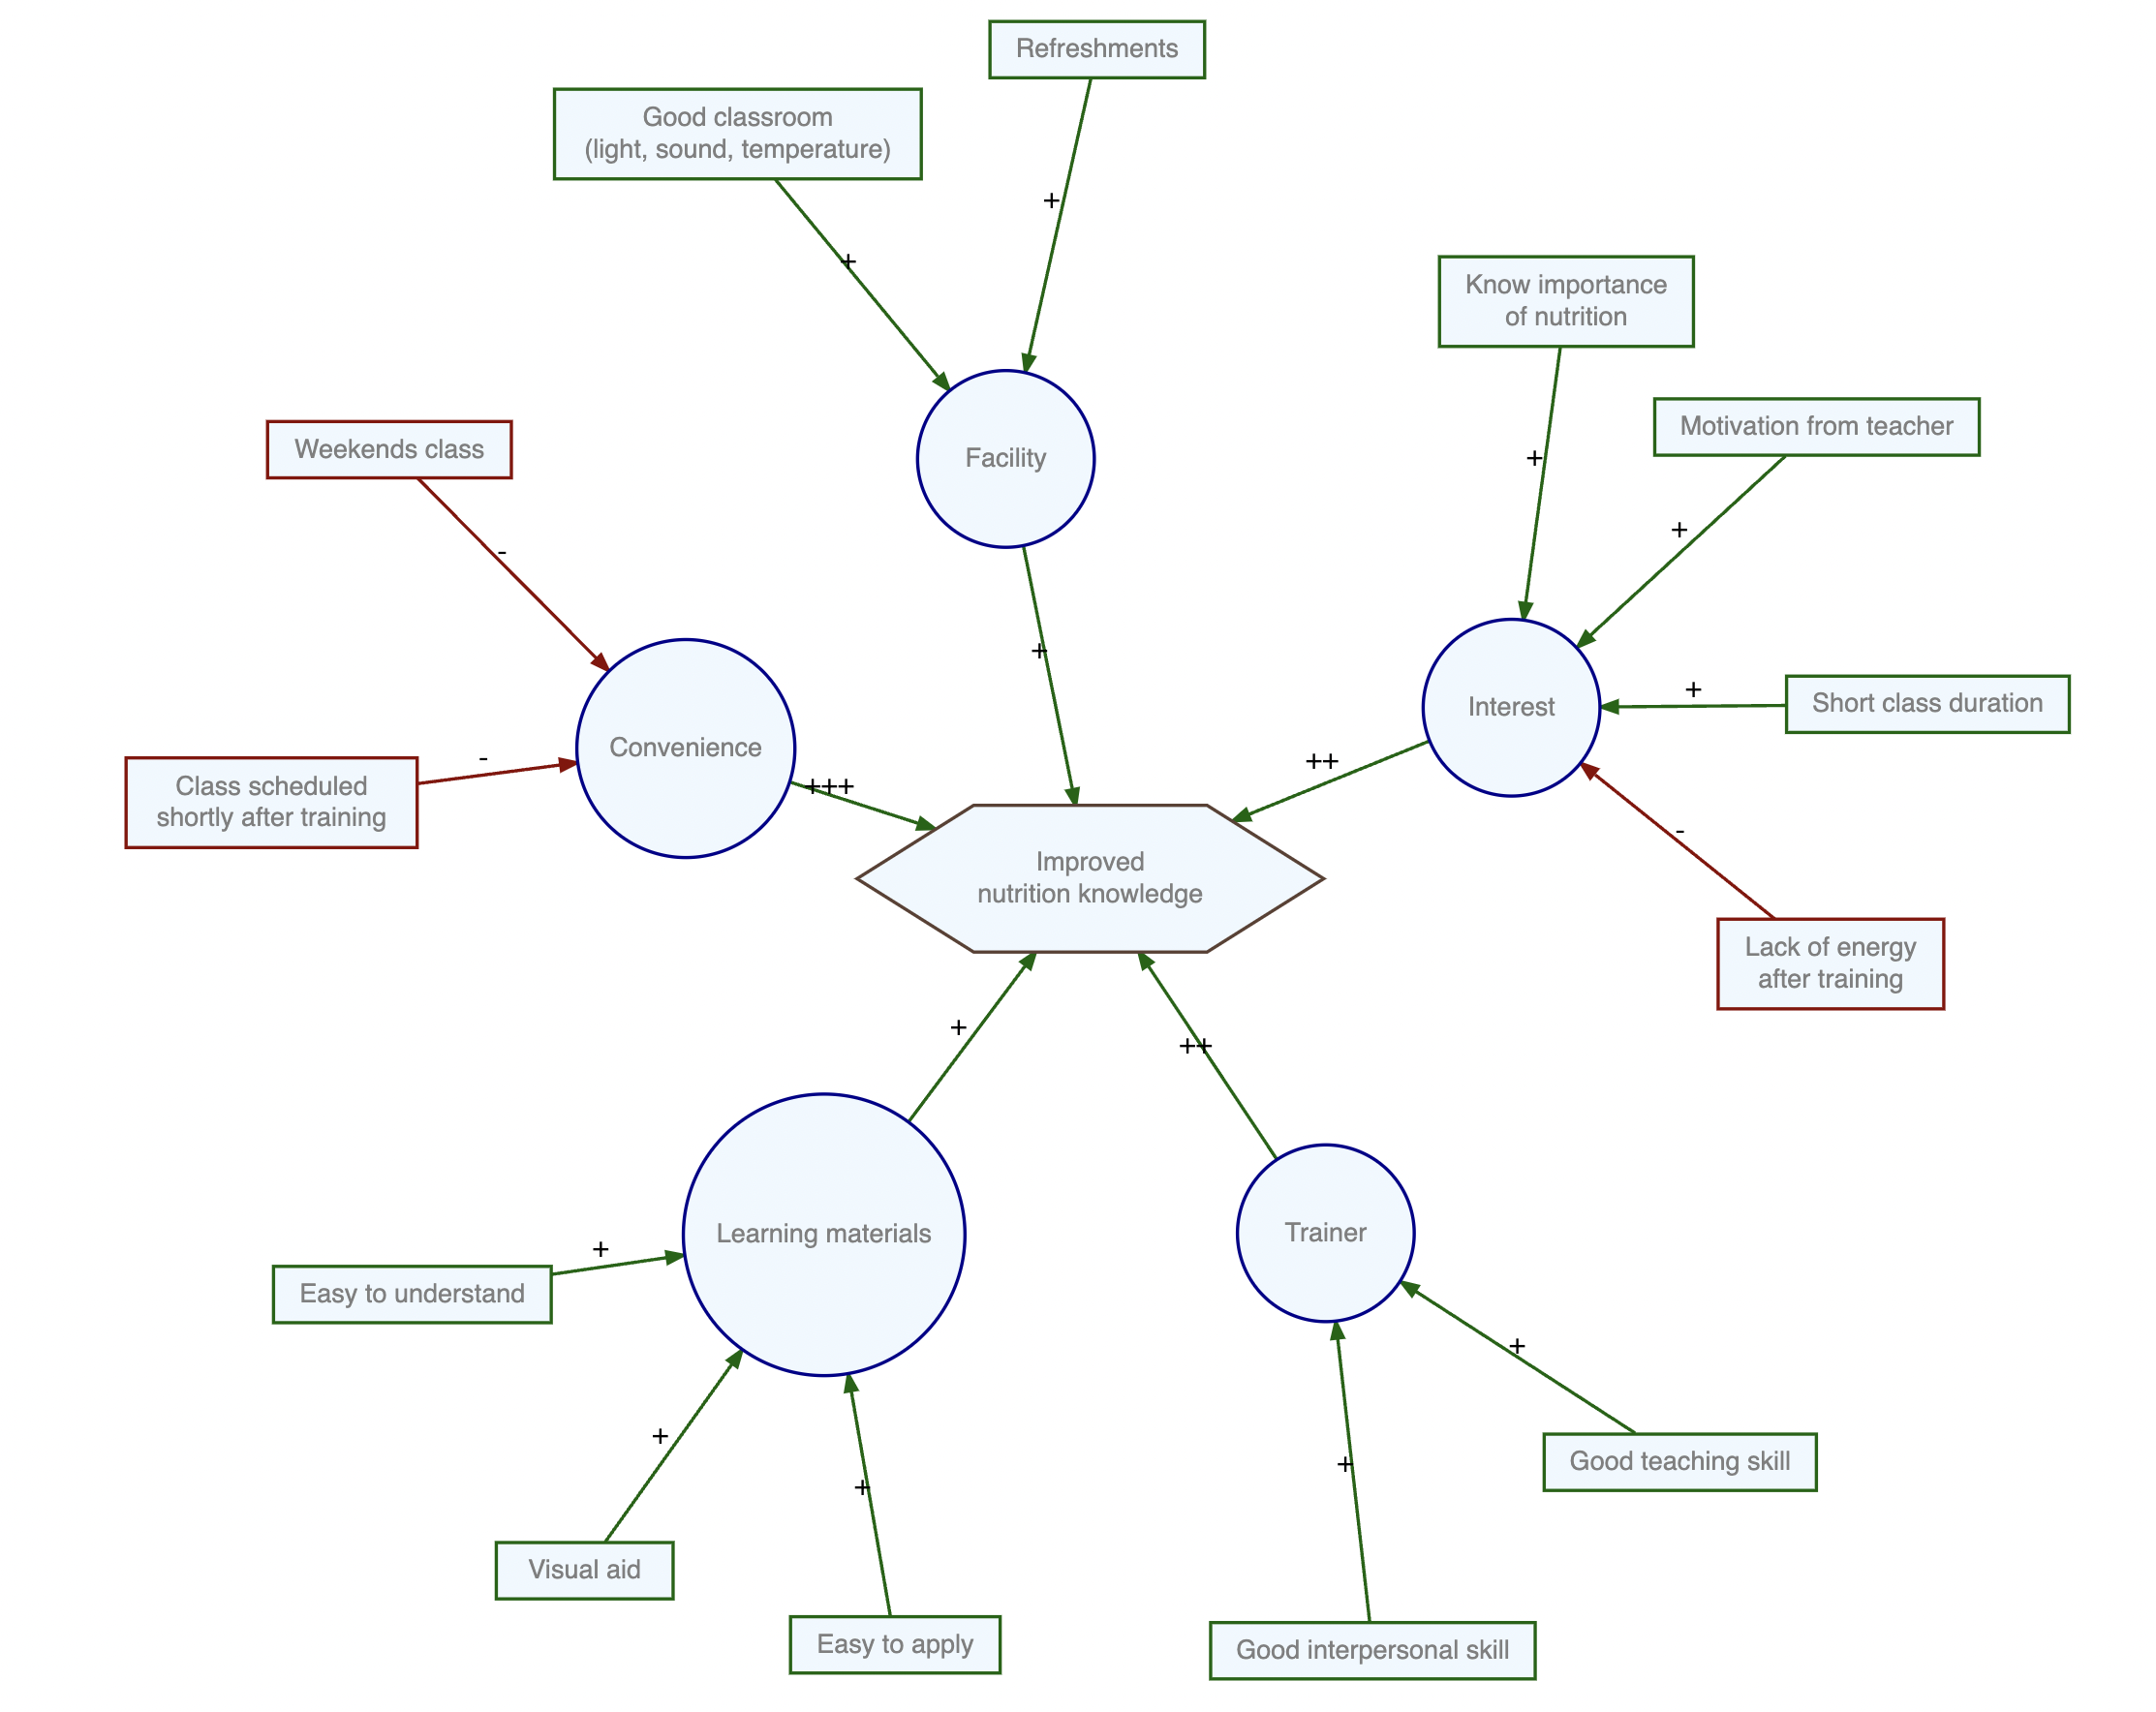 Refreshments
Good classroom
(light, sound, temperature)
+
+
Know importance
of nutrition
Motivation from teacher
Weekends class
Facility
+
+
-
+
Short class duration
+
Interest
Convenience
-
Class scheduled
shortly after training
+++
++
-
Improved
nutrition knowledge
Lack of energy
after training
+
++
Learning materials
Trainer
+
Easy to understand
+
+
Good teaching skill
+
+
Visual aid
Easy to apply
Good interpersonal skill